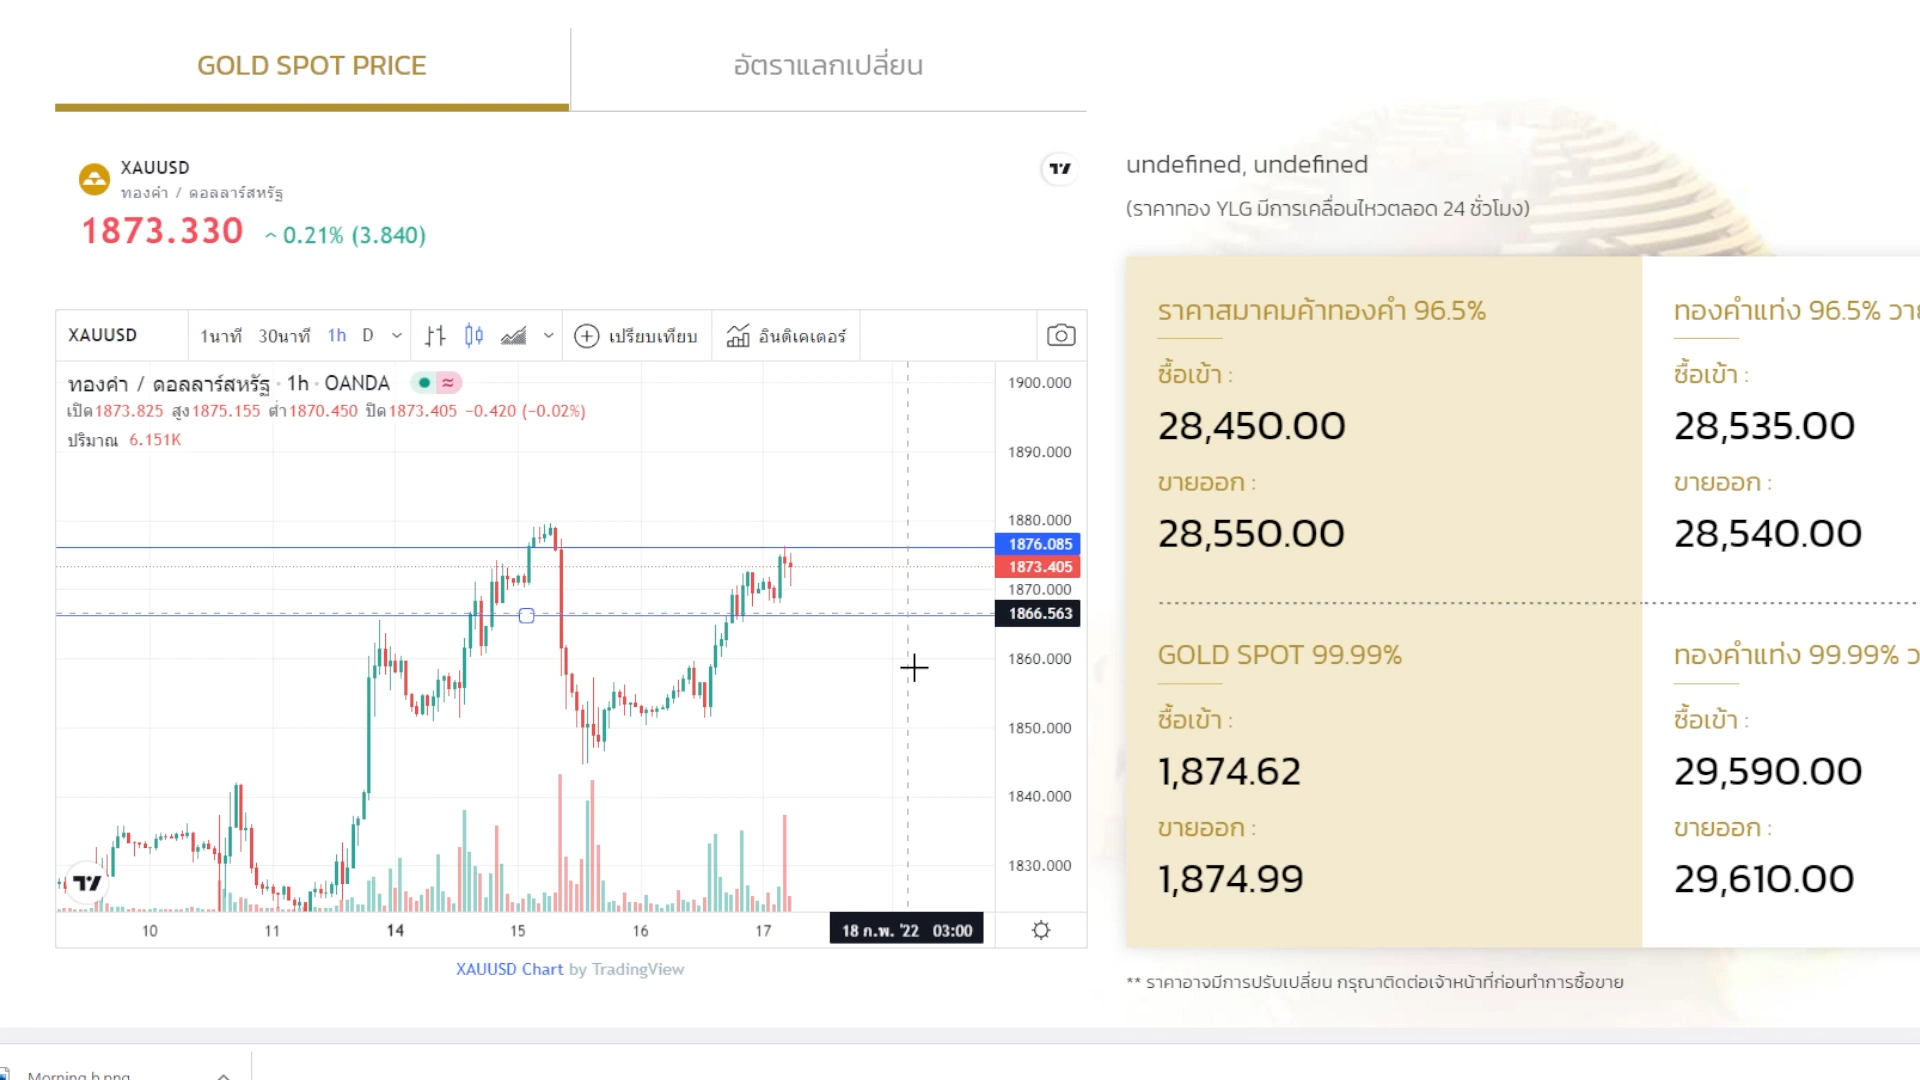 GOLD SPOT PRICE
อัตราแลกเปลี่ยน
XAUUSD
ทองคำ / ดอลลาร์สหรัฐ
1873.330 0.21% (3.840)
XAUUSD 1นาที 30นาที 1h D เปรียบเทียบ อินดิเคเตอร์
ทองคำ / ดอลลาร์สหรัฐ · 1h · OANDA
เปิด1873.825 สูง1875.155 ต่ำ1870.450 ปิด1873.405 −0.420 (−0.02%)
ปริมาณ 6.151K
1900.000
1890.000
1880.000
1876.085
1873.405
1870.000
1866.563
1860.000
1850.000
1840.000
1830.000
10 11 14 15 16 17 18 ก.พ. '22 03:00
XAUUSD Chart by TradingView
undefined, undefined
(ราคาทอง YLG มีการเคลื่อนไหวตลอด 24 ชั่วโมง)
ราคาสมาคมค้าทองคำ 96.5%
ซื้อเข้า :
28,450.00
ขายออก :
28,550.00
ทองคำแท่ง 96.5%
ซื้อเข้า :
28,535.00
ขายออก :
28,540.00
GOLD SPOT 99.99%
ซื้อเข้า :
1,874.62
ขายออก :
1,874.99
ทองคำแท่ง 99.99%
ซื้อเข้า :
29,590.00
ขายออก :
29,610.00
** ราคาอาจมีการปรับเปลี่ยน กรุณาติดต่อเจ้าหน้าที่ก่อนทำการซื้อขาย
Morning b.png